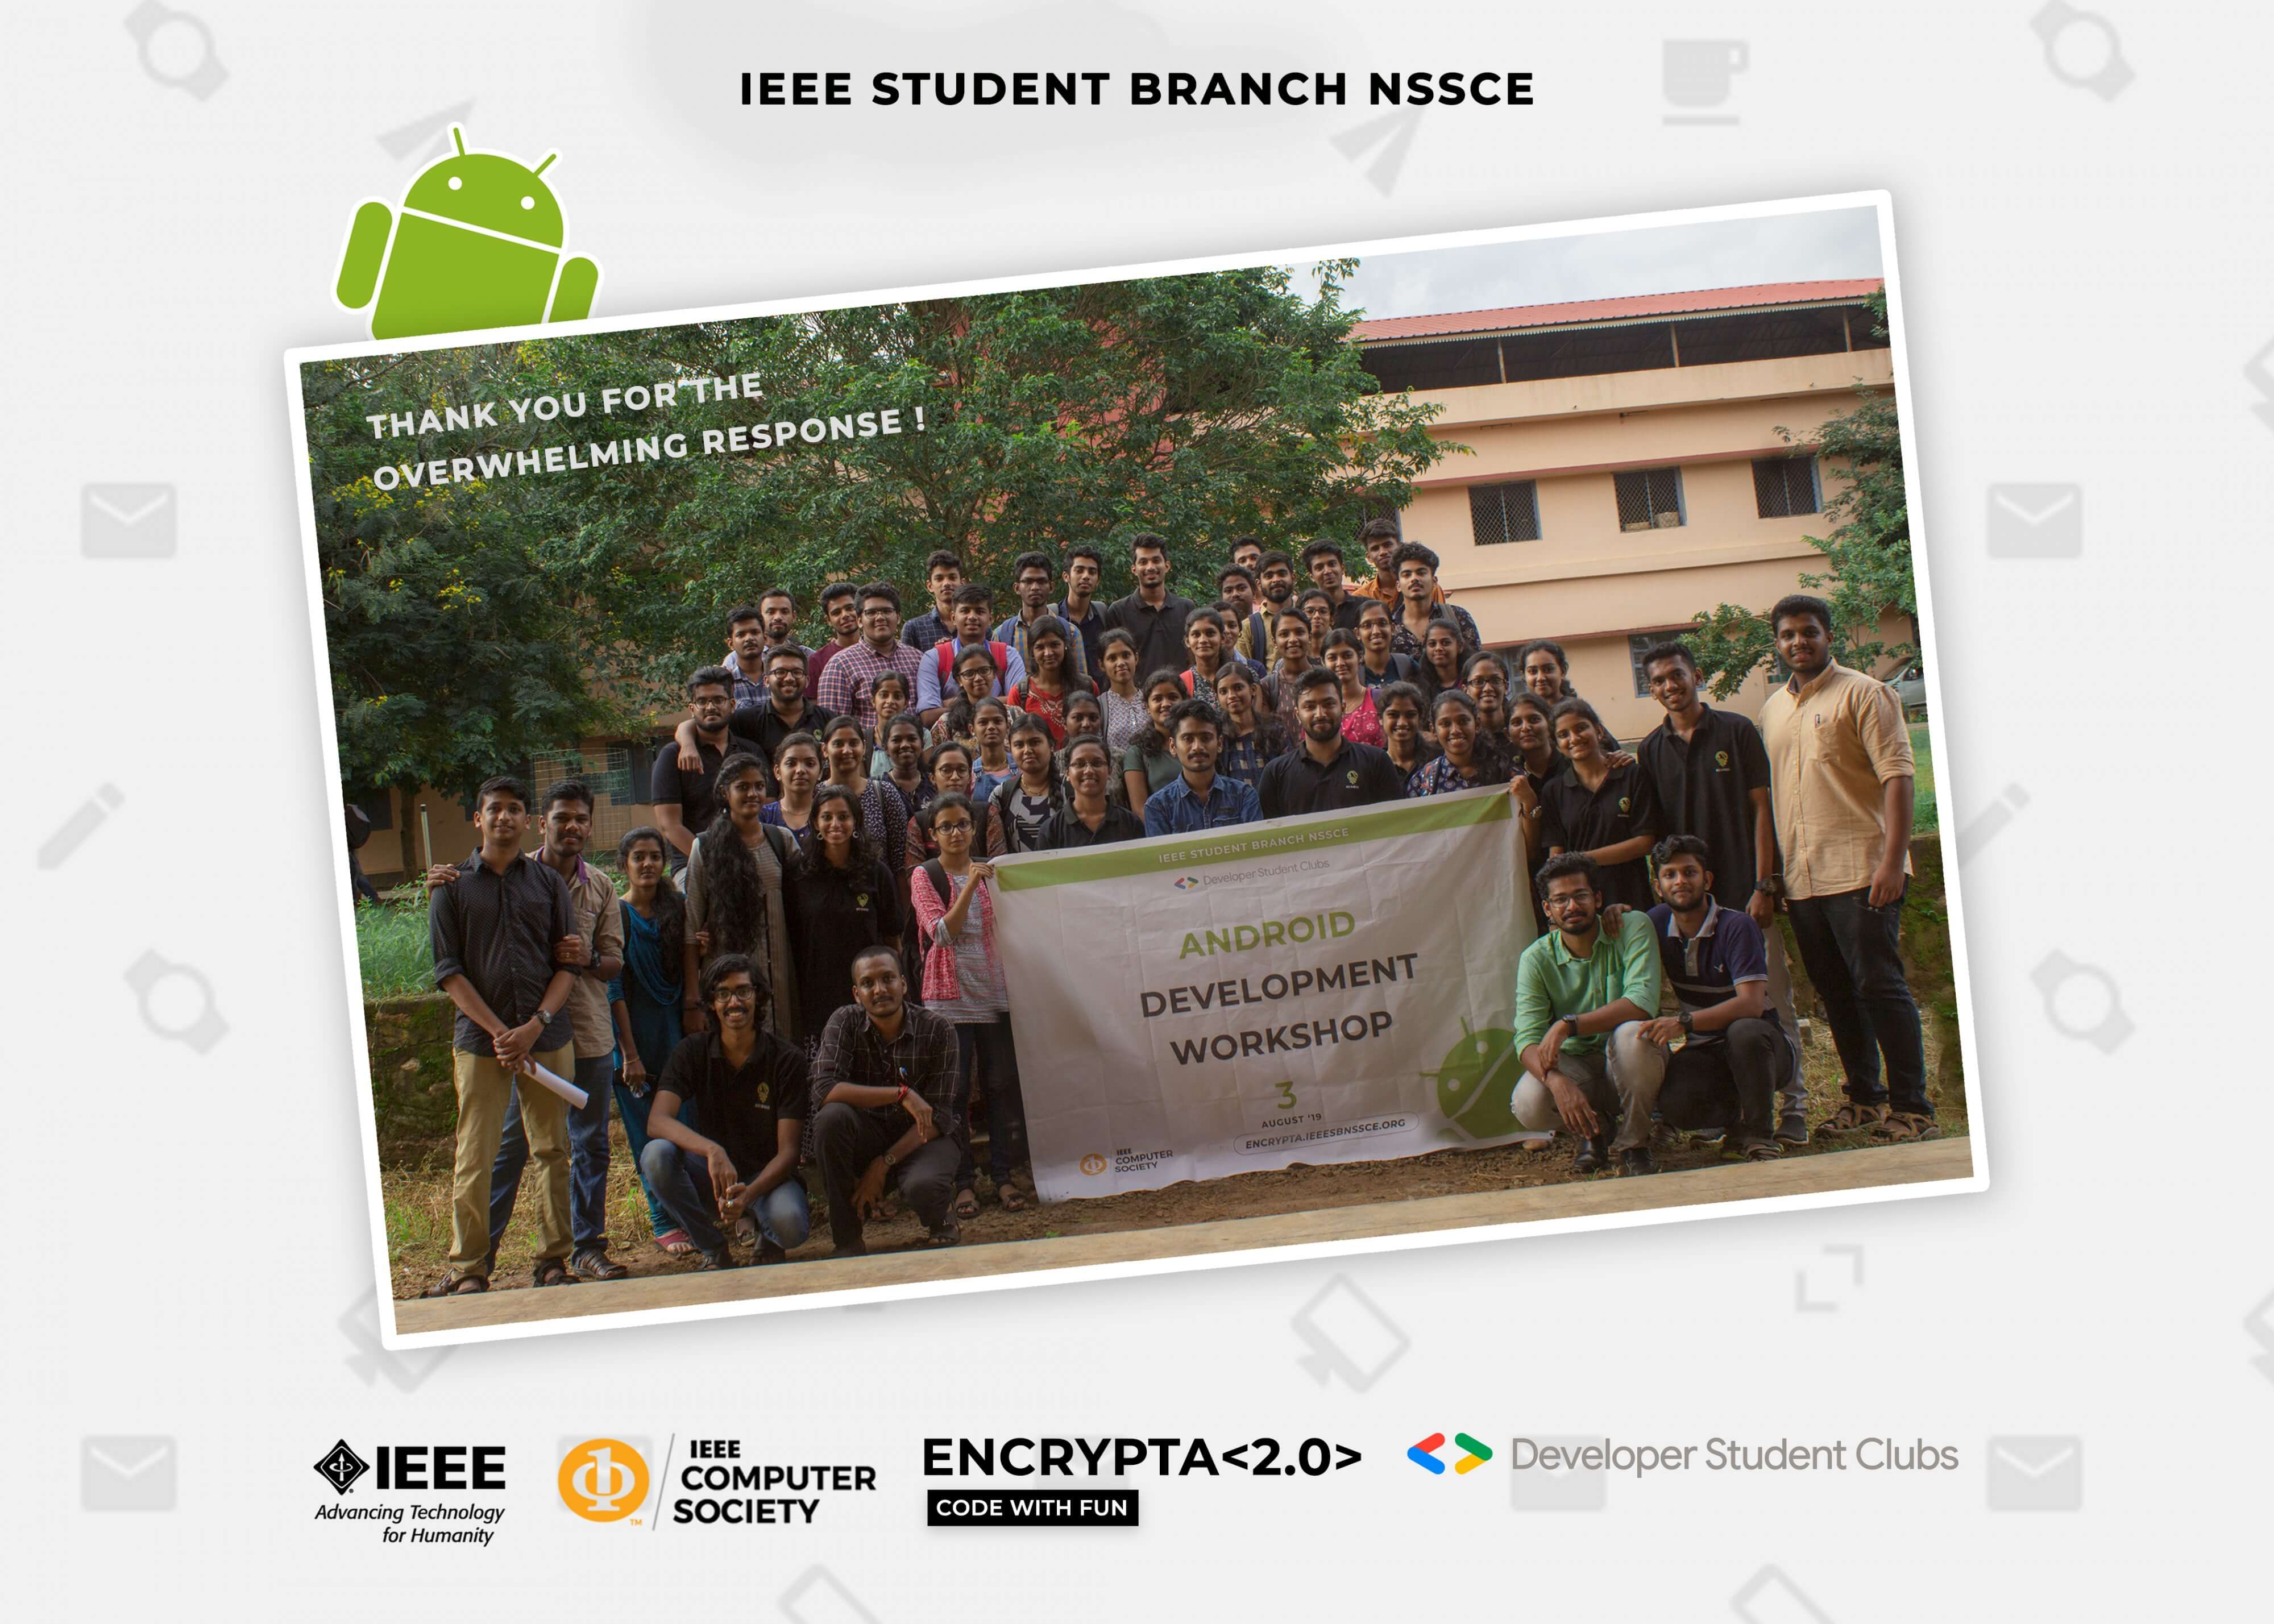 IEEE STUDENT BRANCH NSSCE
THANK YOU FOR THE
OVERWHELMING RESPONSE !
IEEE STUDENT BRANCH NSSCE
Developer Student Clubs
ANDROID
DEVELOPMENT
WORKSHOP
3
AUGUST '19
ENCRYPTA.IEEESBNSSCE.ORG
IEEE
COMPUTER
SOCIETY
IEEE
Advancing Technology
for Humanity
IEEE
COMPUTER
SOCIETY
TM
ENCRYPTA<2.0>
CODE WITH FUN
Developer Student Clubs